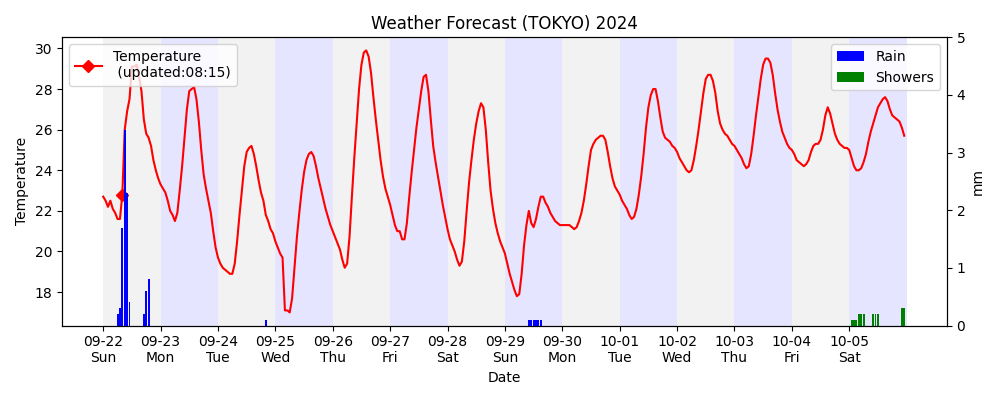 Weather Forecast (TOKYO) 2024
Temperature
(updated:08:15)
Rain
Showers
Temperature
30
28
26
24
22
20
18
5
4
3
2
1
0
mm
09-22 09-23 09-24 09-25 09-26 09-27 09-28 09-29 09-30 10-01 10-02 10-03 10-04 10-05
Sun Mon Tue Wed Thu Fri Sat Sun Mon Tue Wed Thu Fri Sat
Date